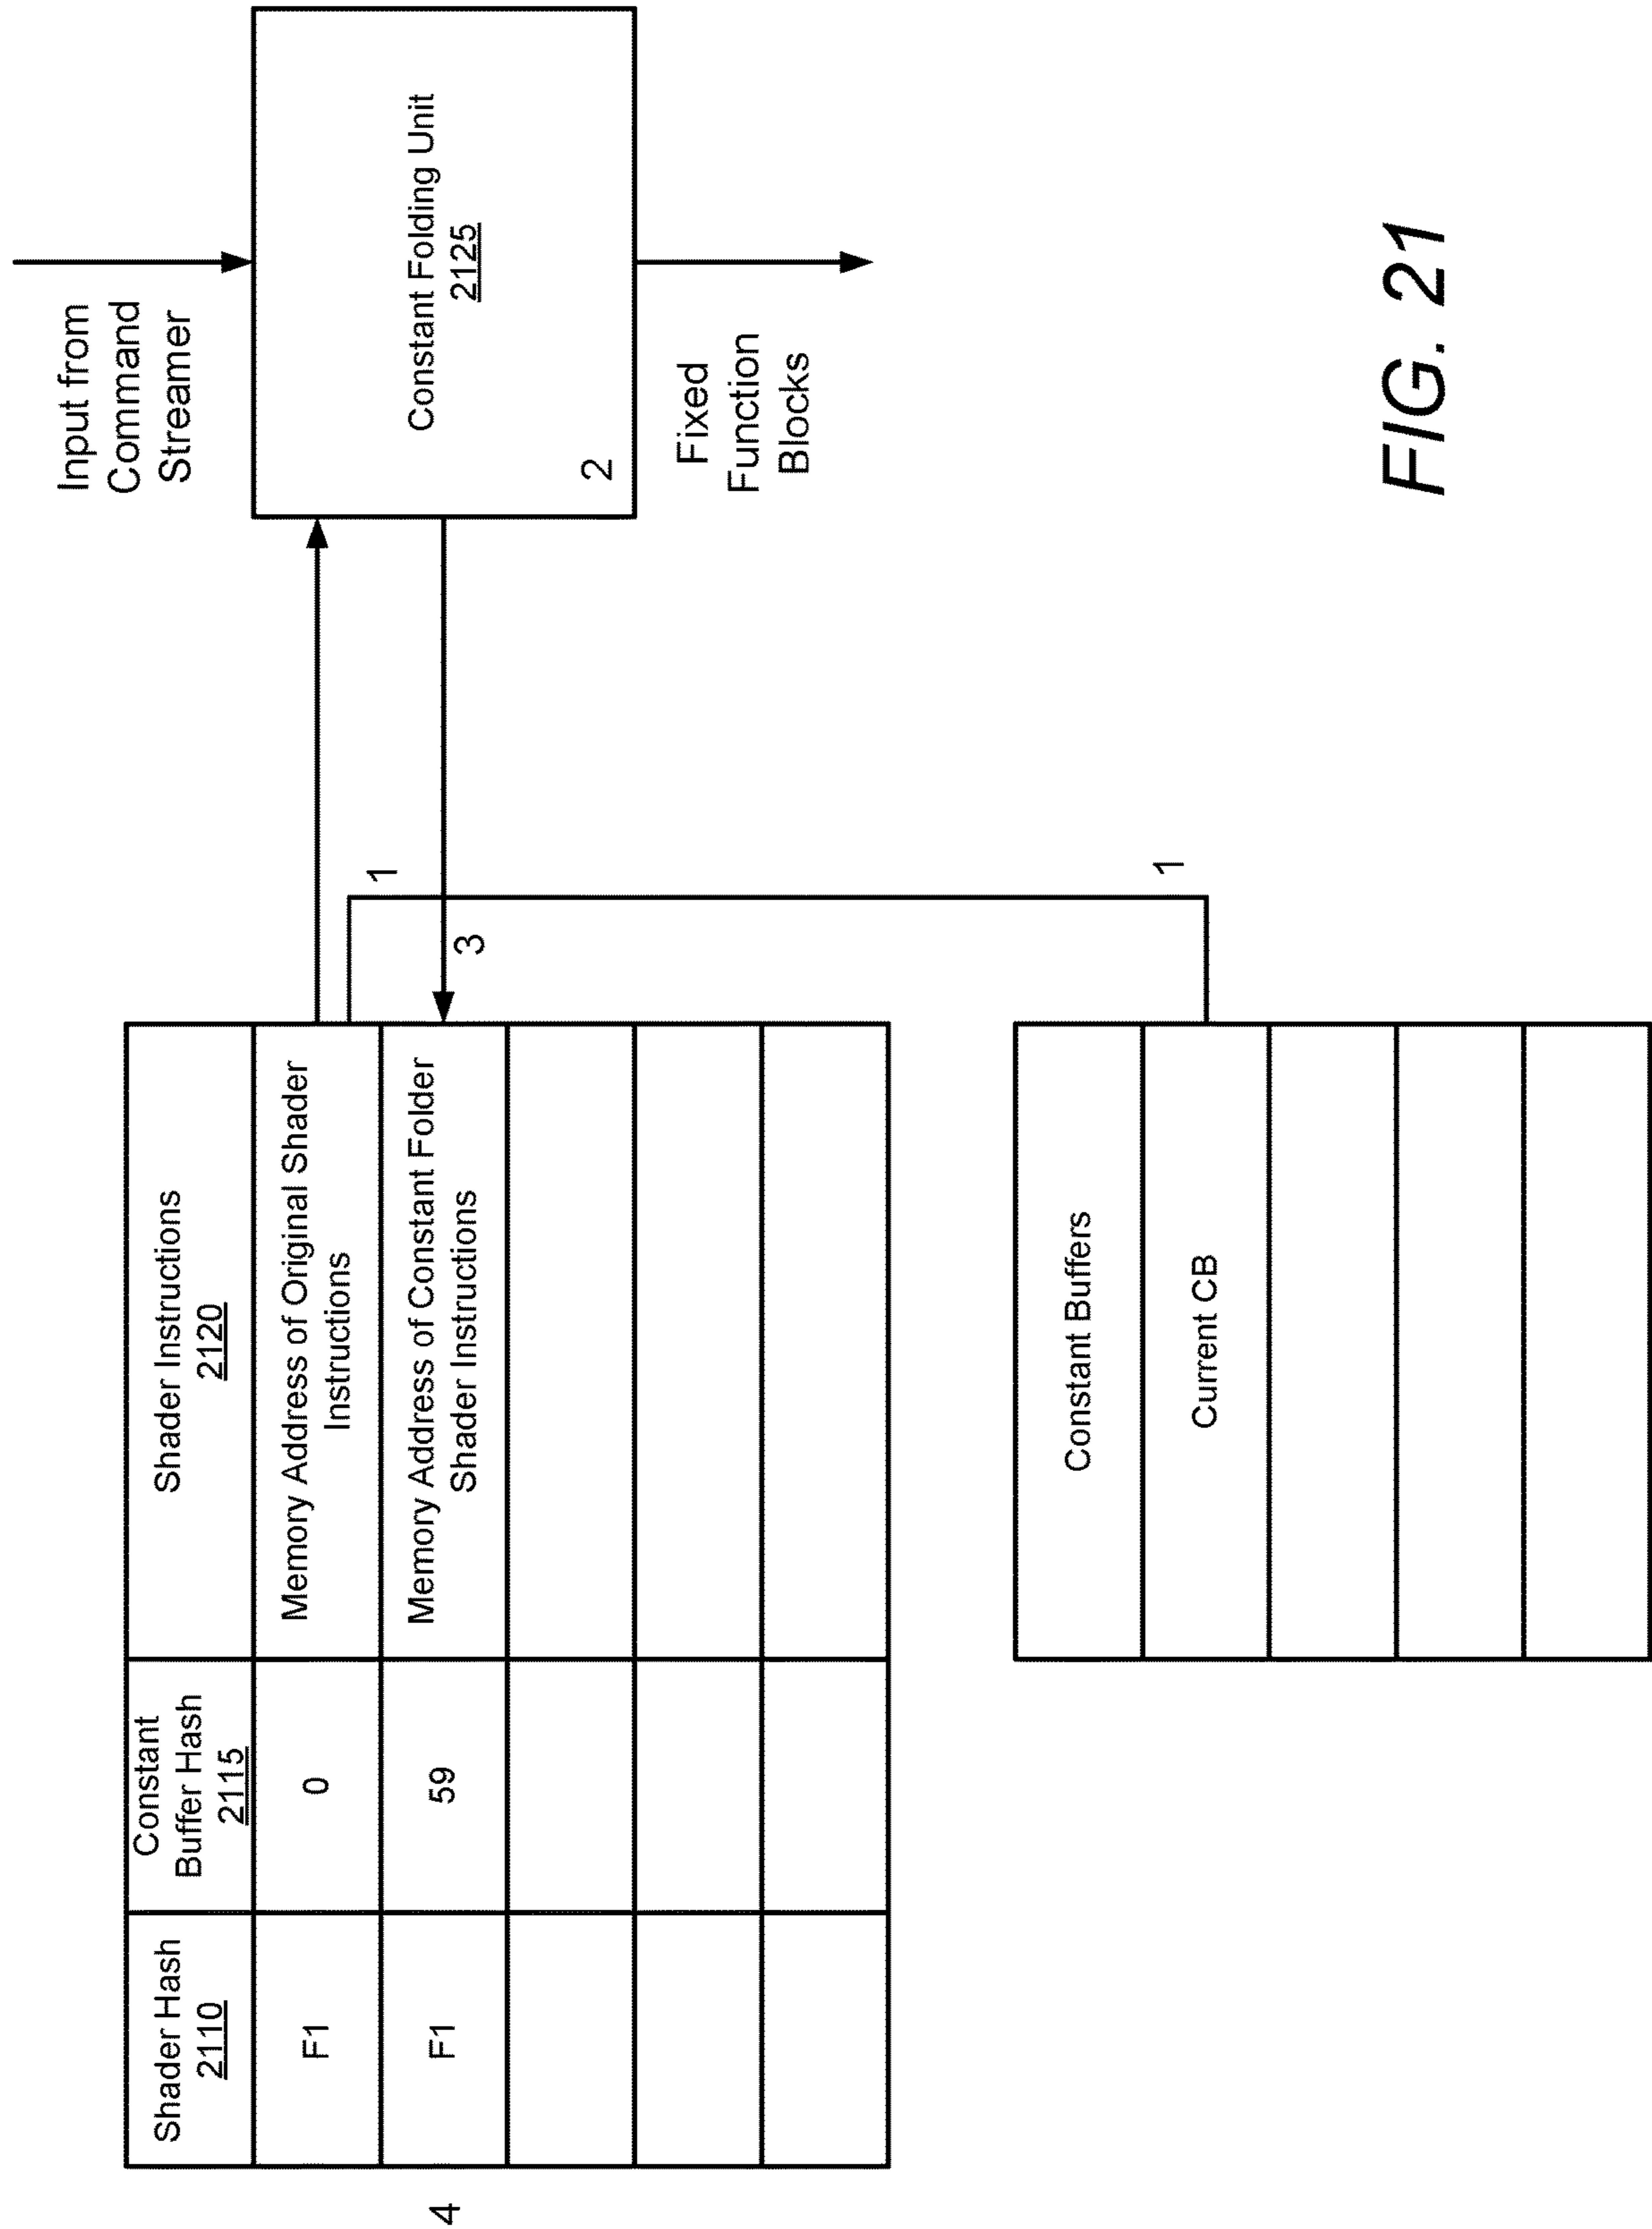 Shader Hash
2110
Constant
Buffer Hash
2115
Shader Instructions
2120
F1
0
Memory Address of Original Shader
Instructions
4
F1
59
Memory Address of Constant Folder
Shader Instructions
1
3
Input from
Command
Streamer
Constant Folding Unit
2125
2
Fixed
Function
Blocks
Constant Buffers
Current CB
1
FIG. 21